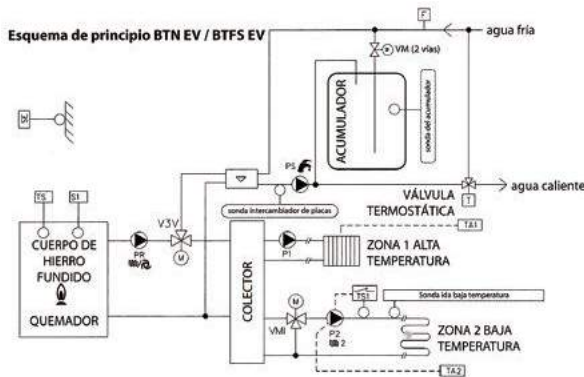 Esquema de principio BTN EV / BTFS EV
F
agua fría
VM (2 vías)
ACUMULADOR
sonda del acumulador
PS
agua caliente
VÁLVULA
TERMOSTÁTICA
T
sonda intercambiador de placas
TS
S1
V3V
M
PR
CUERPO DE
HIERRO
FUNDIDO
QUEMADOR
COLECTOR
P1
TA1
ZONA 1 ALTA
TEMPERATURA
M
VMI
P2
2
TS1
Sonda ida baja temperatura
ZONA 2 BAJA
TEMPERATURA
TA2